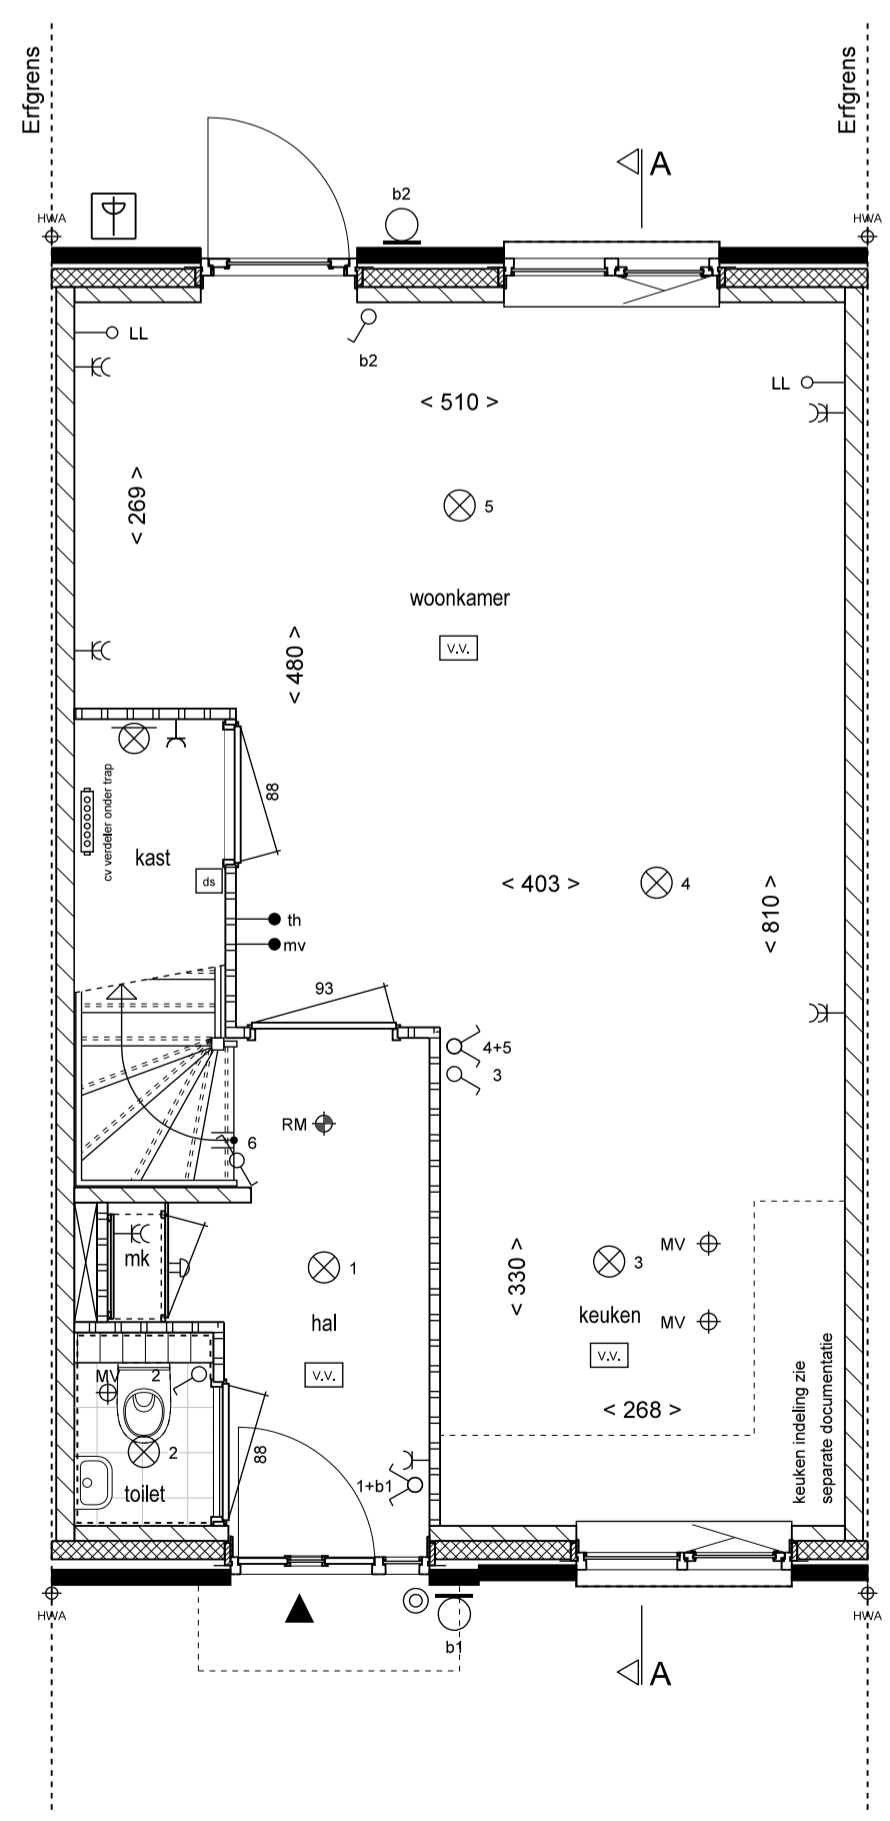 Erfgrens
Erfgrens
A
b2
HWA
HWA
LL
b2
LL
< 510 >
< 269 >
5
woonkamer
v.v.
< 480 >
88
cv verdeler onder trap
kast
ds
< 403 >
4
< 810 >
th
mv
93
4+5
3
RM
6
mk
1
hal
v.v.
< 330 >
3
MV
keuken
MV
v.v.
MV
2
2
toilet
88
< 268 >
keuken indeling zie
separate documentatie
1+b1
HWA
HWA
b1
A